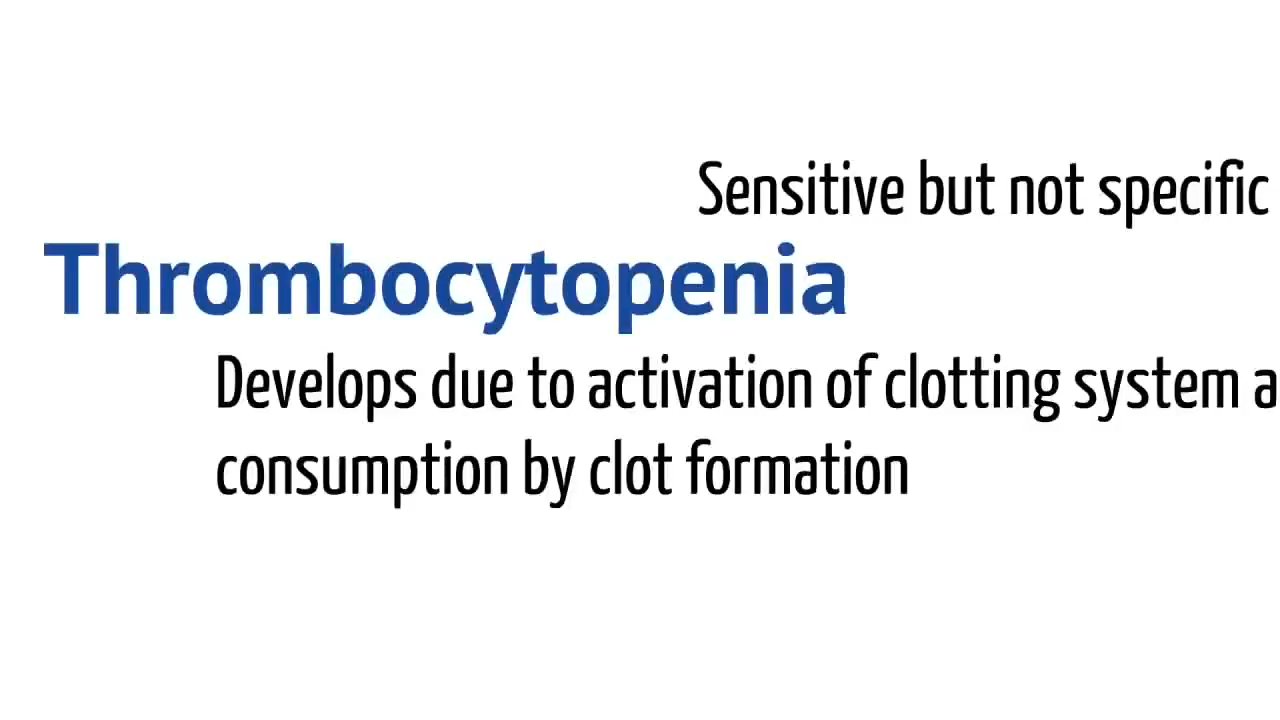 Sensitive but not specific
Thrombocytopenia
Develops due to activation of clotting system a
consumption by clot formation